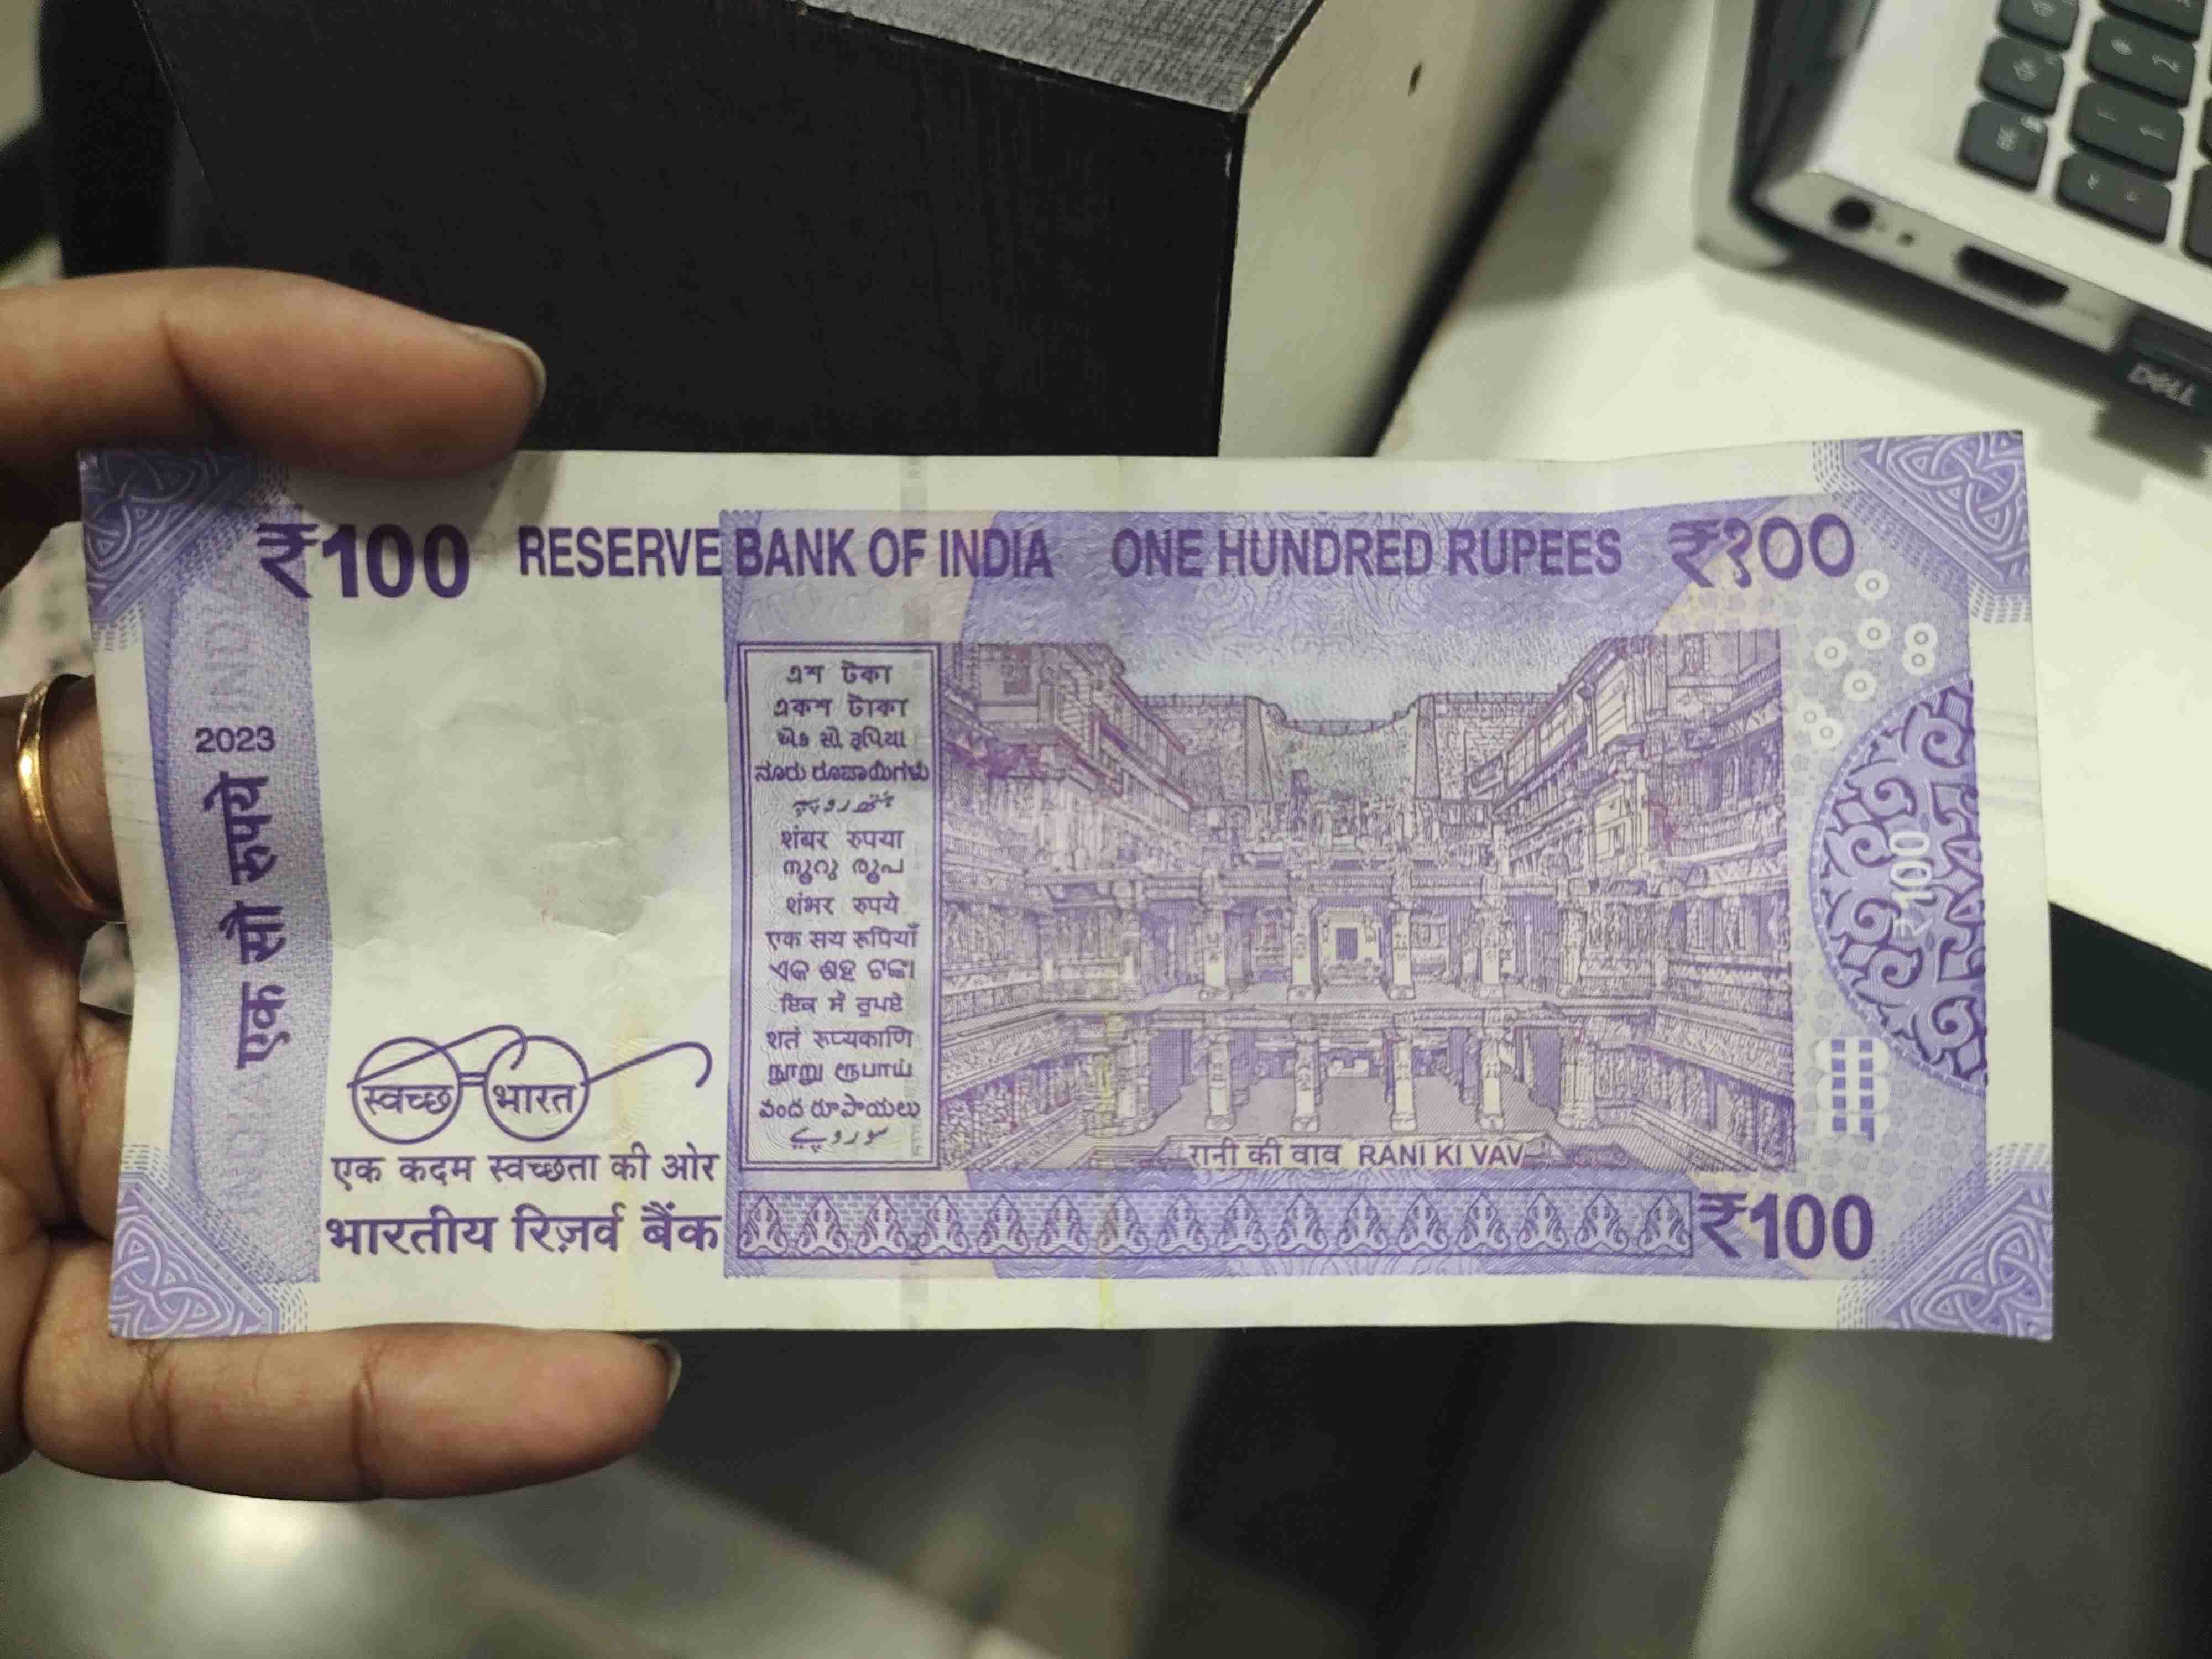 ₹100 RESERVE BANK OF INDIA ONE HUNDRED RUPEES ₹१००
2023
एक सौ रुपये
এশ টকা
একশ টাকা
એક સો રૂપિયા
ನೂರು ರೂಪಾಯಿಗಳು
شंबर रुपया
നൂറു രൂപ
शंभर रुपये
एक सय रूपियाँ
ଏକ ଶହ ଟଙ୍କା
ਇਕ ਸੌ ਰੁਪਏ
शतं रूप्यकाणि
நூறு ரூபாய்
వంద రూపాయలు
₹100
स्वच्छ भारत
एक कदम स्वच्छता की ओर
भारतीय रिज़र्व बैंक
रानी की वाव RANI KI VAV
₹100
DELL